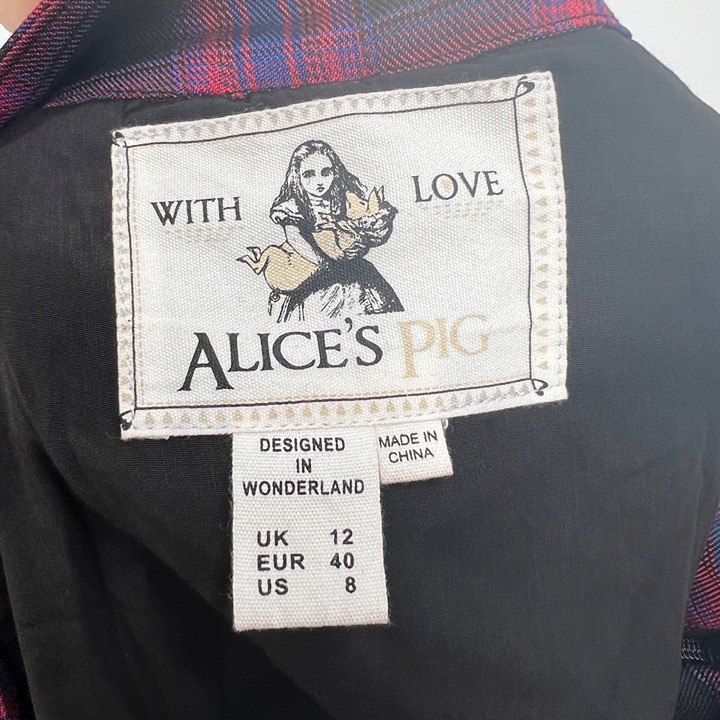 WITH LOVE
ALICE'S PIG
DESIGNED
IN
WONDERLAND
MADE IN
CHINA
UK 12
EUR 40
US 8